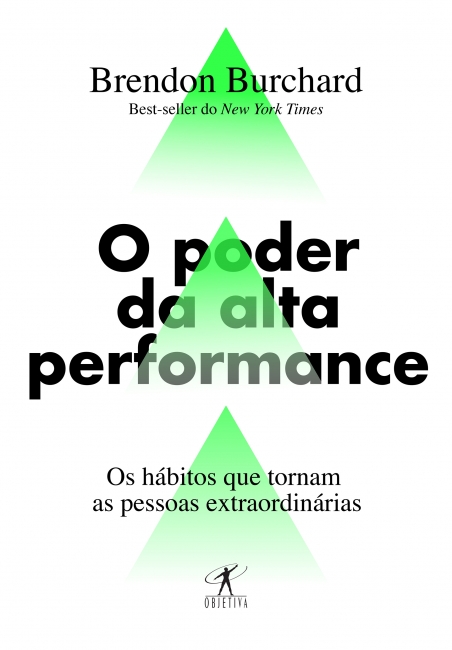 Brendon Burchard
Best-seller do New York Times
O poder
da alta
performance
Os hábitos que tornam
as pessoas extraordinárias
OBJETIVA